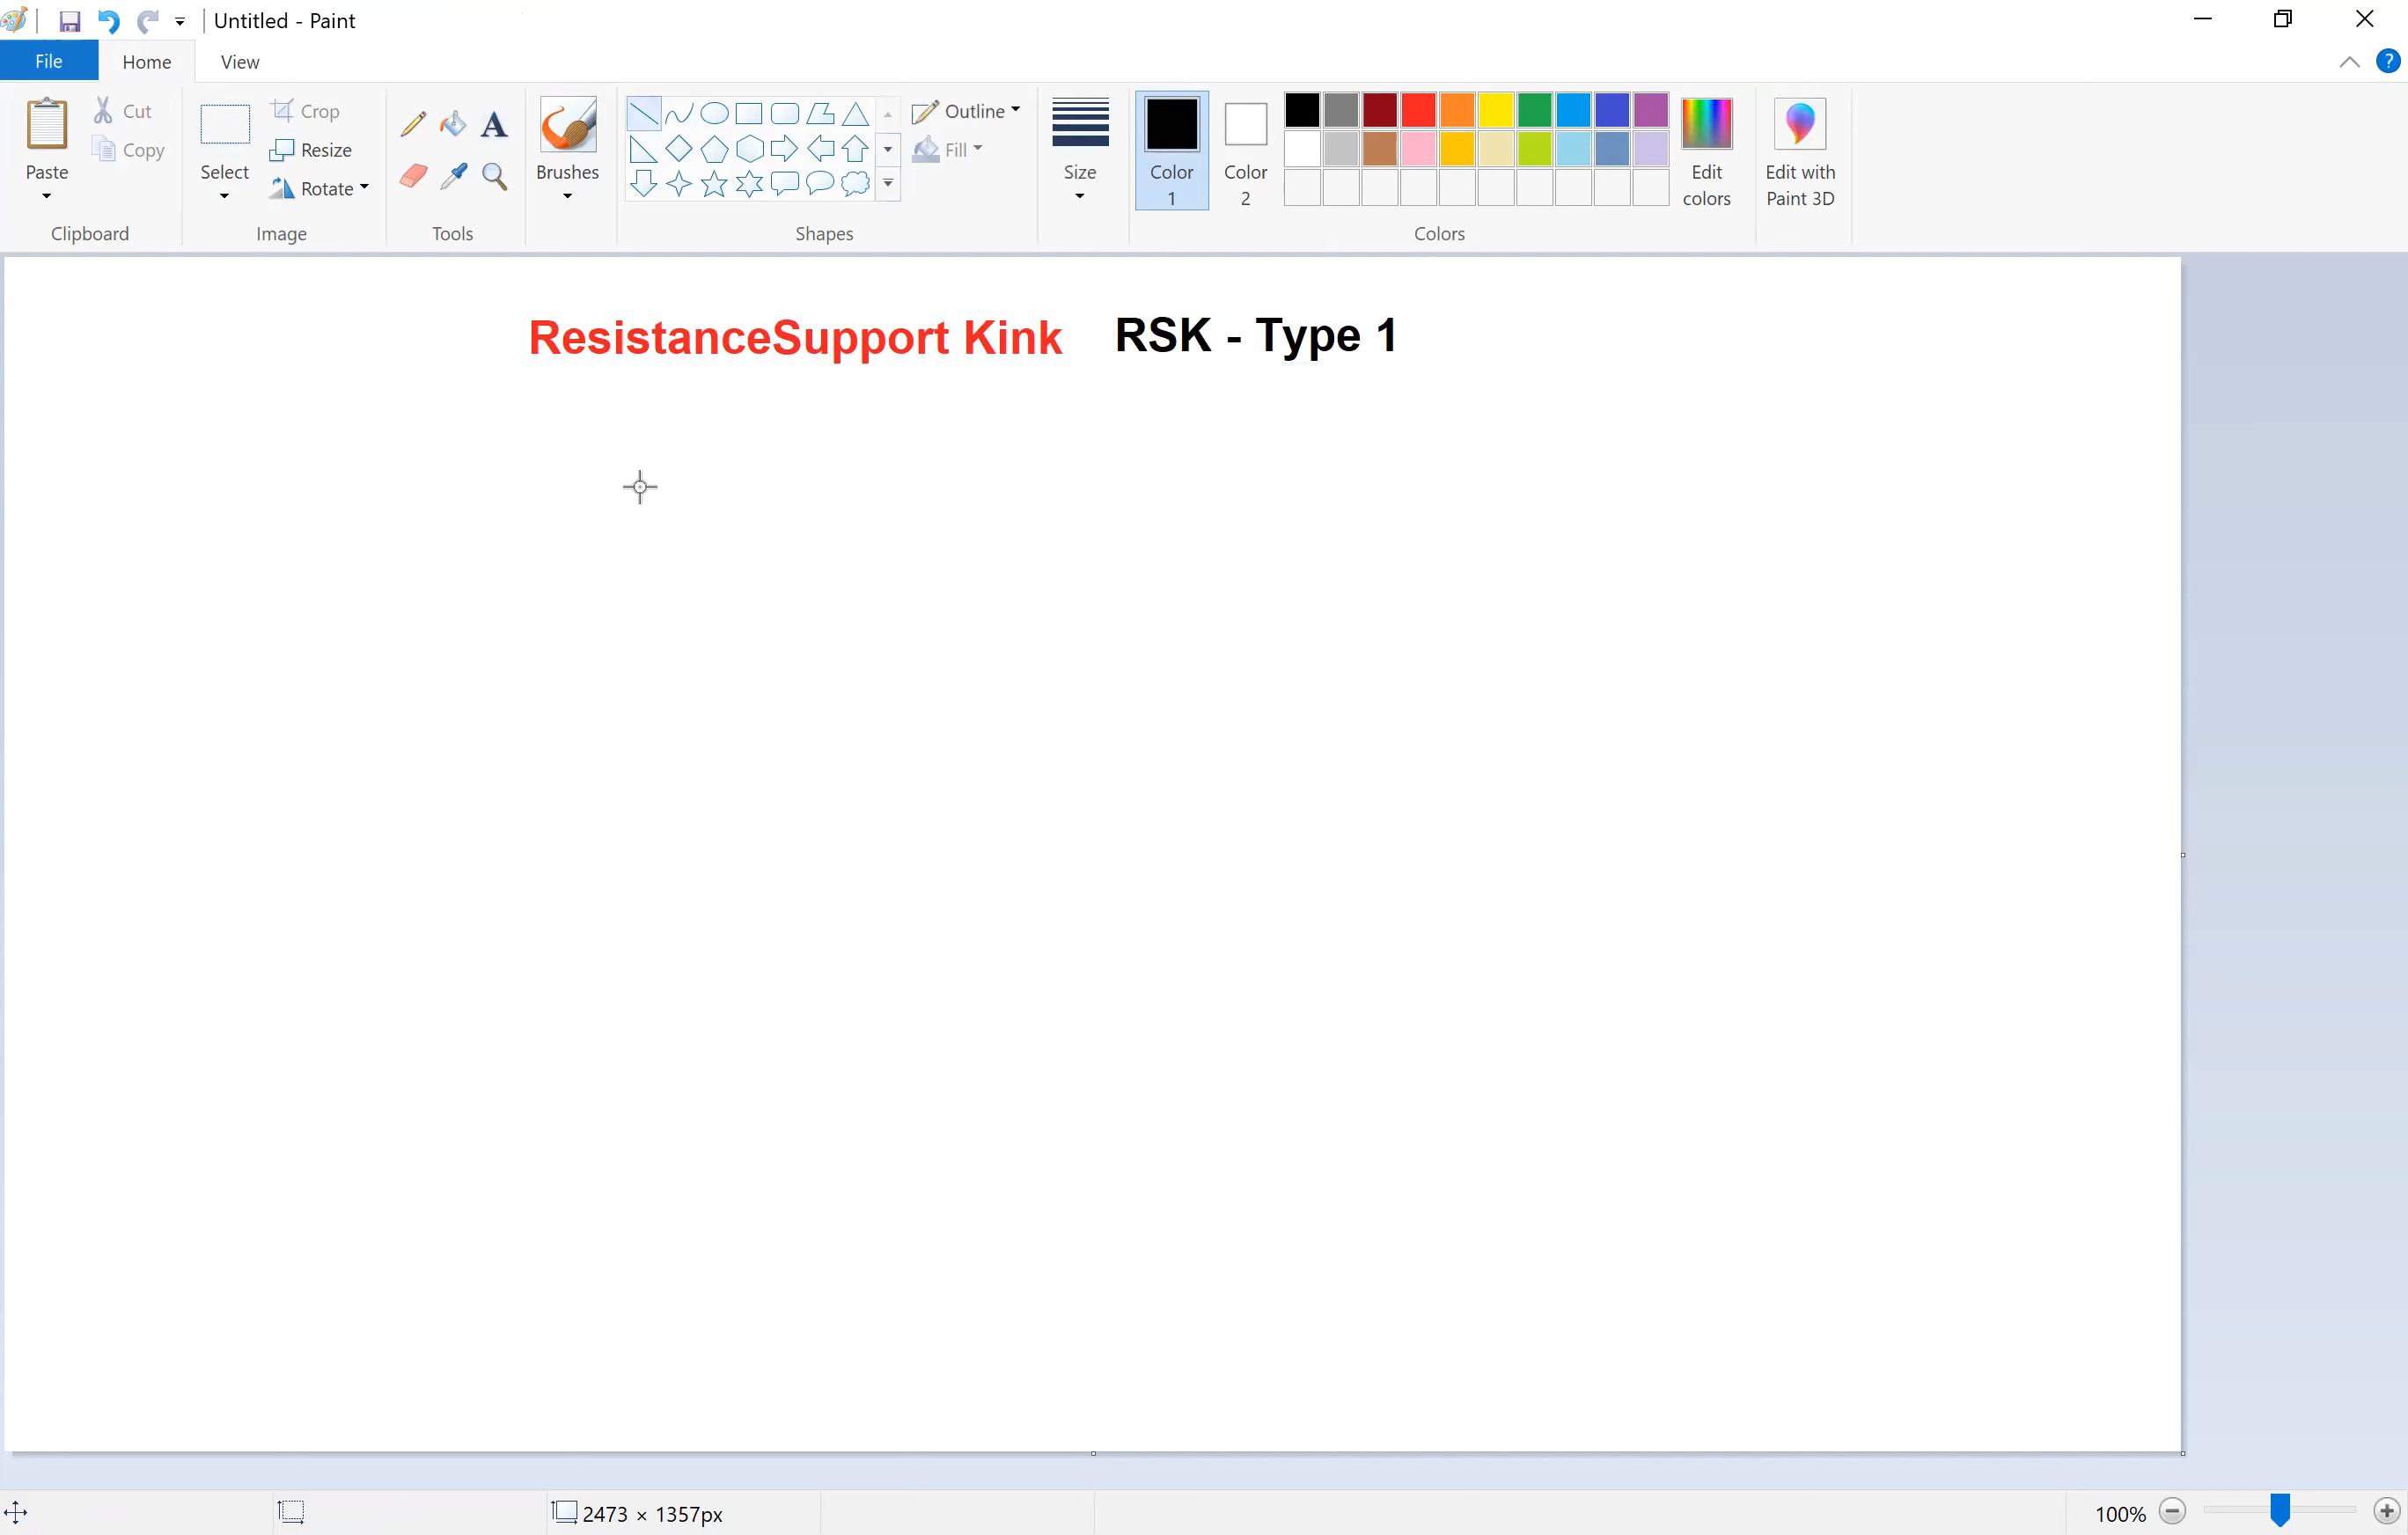 Untitled - Paint
File Home View
Paste
Cut
Copy
Clipboard
Select
Crop
Resize
Rotate
Image
Tools
Brushes
Outline
Fill
Shapes
Size
Color
1
Color
2
Edit
colors
Colors
Edit with
Paint 3D
ResistanceSupport Kink RSK - Type 1
2473 × 1357px
100%